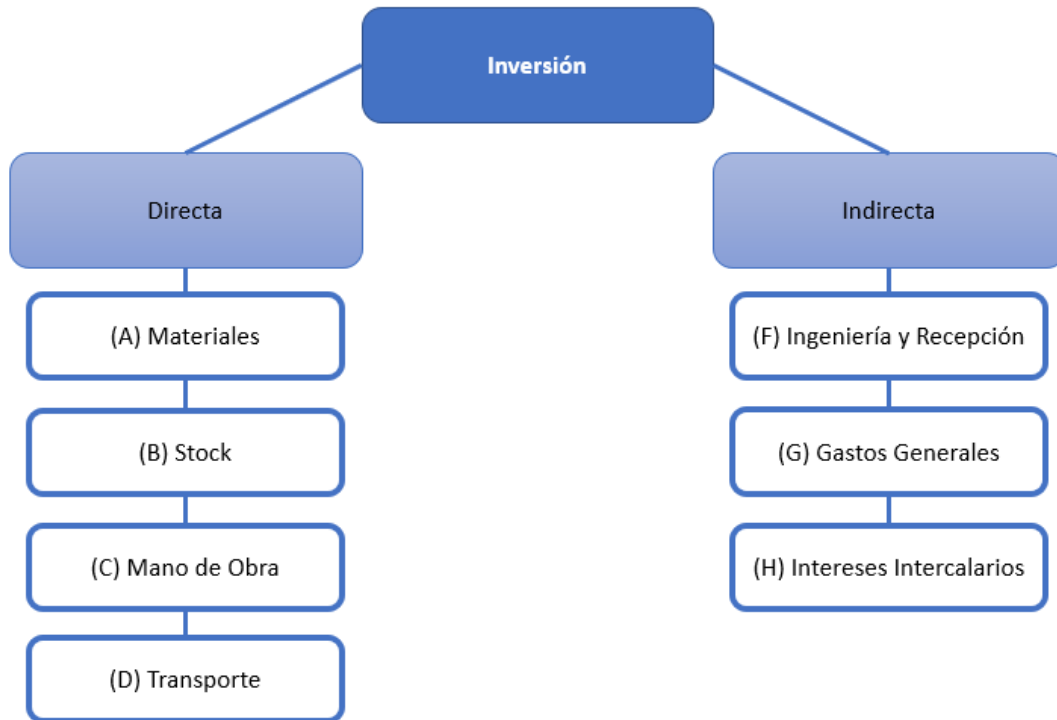 Inversión
Directa
(A) Materiales
(B) Stock
(C) Mano de Obra
(D) Transporte
Indirecta
(F) Ingeniería y Recepción
(G) Gastos Generales
(H) Intereses Intercalarios